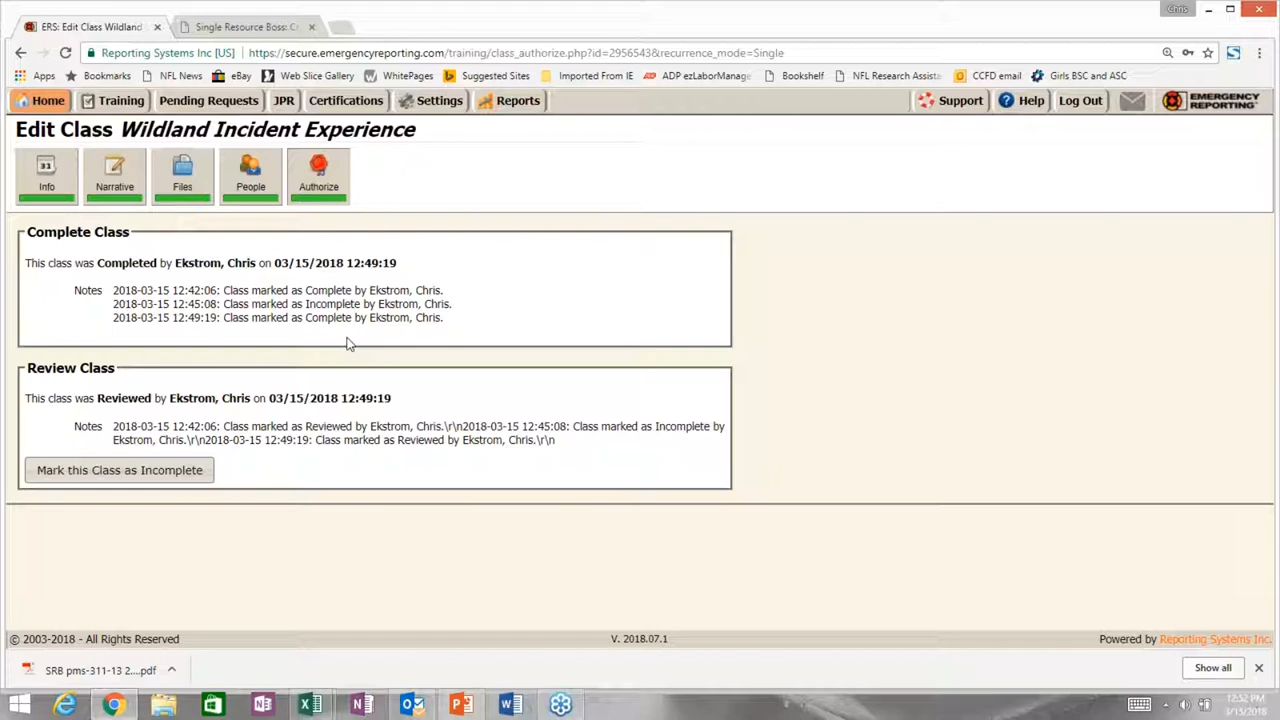 Chris
ERS: Edit Class Wildland
Single Resource Boss: C
Reporting Systems Inc [US]
https://secure.emergencyreporting.com/training/class_authorize.php?id=2956543&recurrence_mode=Single
Apps
Bookmarks
NFL News
eBay
Web Slice Gallery
WhitePages
Suggested Sites
Imported From IE
ADP ezLaborManage
Bookshelf
NFL Research Assista
CCFD email
Girls BSC and ASC
Home
Training
Pending Requests
JPR
Certifications
Settings
Reports
Support
Help
Log Out
EMERGENCY
REPORTING
Edit Class Wildland Incident Experience
31
Info
Narrative
Files
People
Authorize
Complete Class
This class was Completed by Ekstrom, Chris on 03/15/2018 12:49:19
Notes 2018-03-15 12:42:06: Class marked as Complete by Ekstrom, Chris.
2018-03-15 12:45:08: Class marked as Incomplete by Ekstrom, Chris.
2018-03-15 12:49:19: Class marked as Complete by Ekstrom, Chris.
Review Class
This class was Reviewed by Ekstrom, Chris on 03/15/2018 12:49:19
Notes 2018-03-15 12:42:06: Class marked as Reviewed by Ekstrom, Chris.\r\n2018-03-15 12:45:08: Class marked as Incomplete by
Ekstrom, Chris.\r\n2018-03-15 12:49:19: Class marked as Reviewed by Ekstrom, Chris.\r\n
Mark this Class as Incomplete
© 2003-2018 - All Rights Reserved
V. 2018.07.1
Powered by Reporting Systems Inc.
SRB pms-311-13 2....pdf
Show all
12:52 PM
3/15/2018